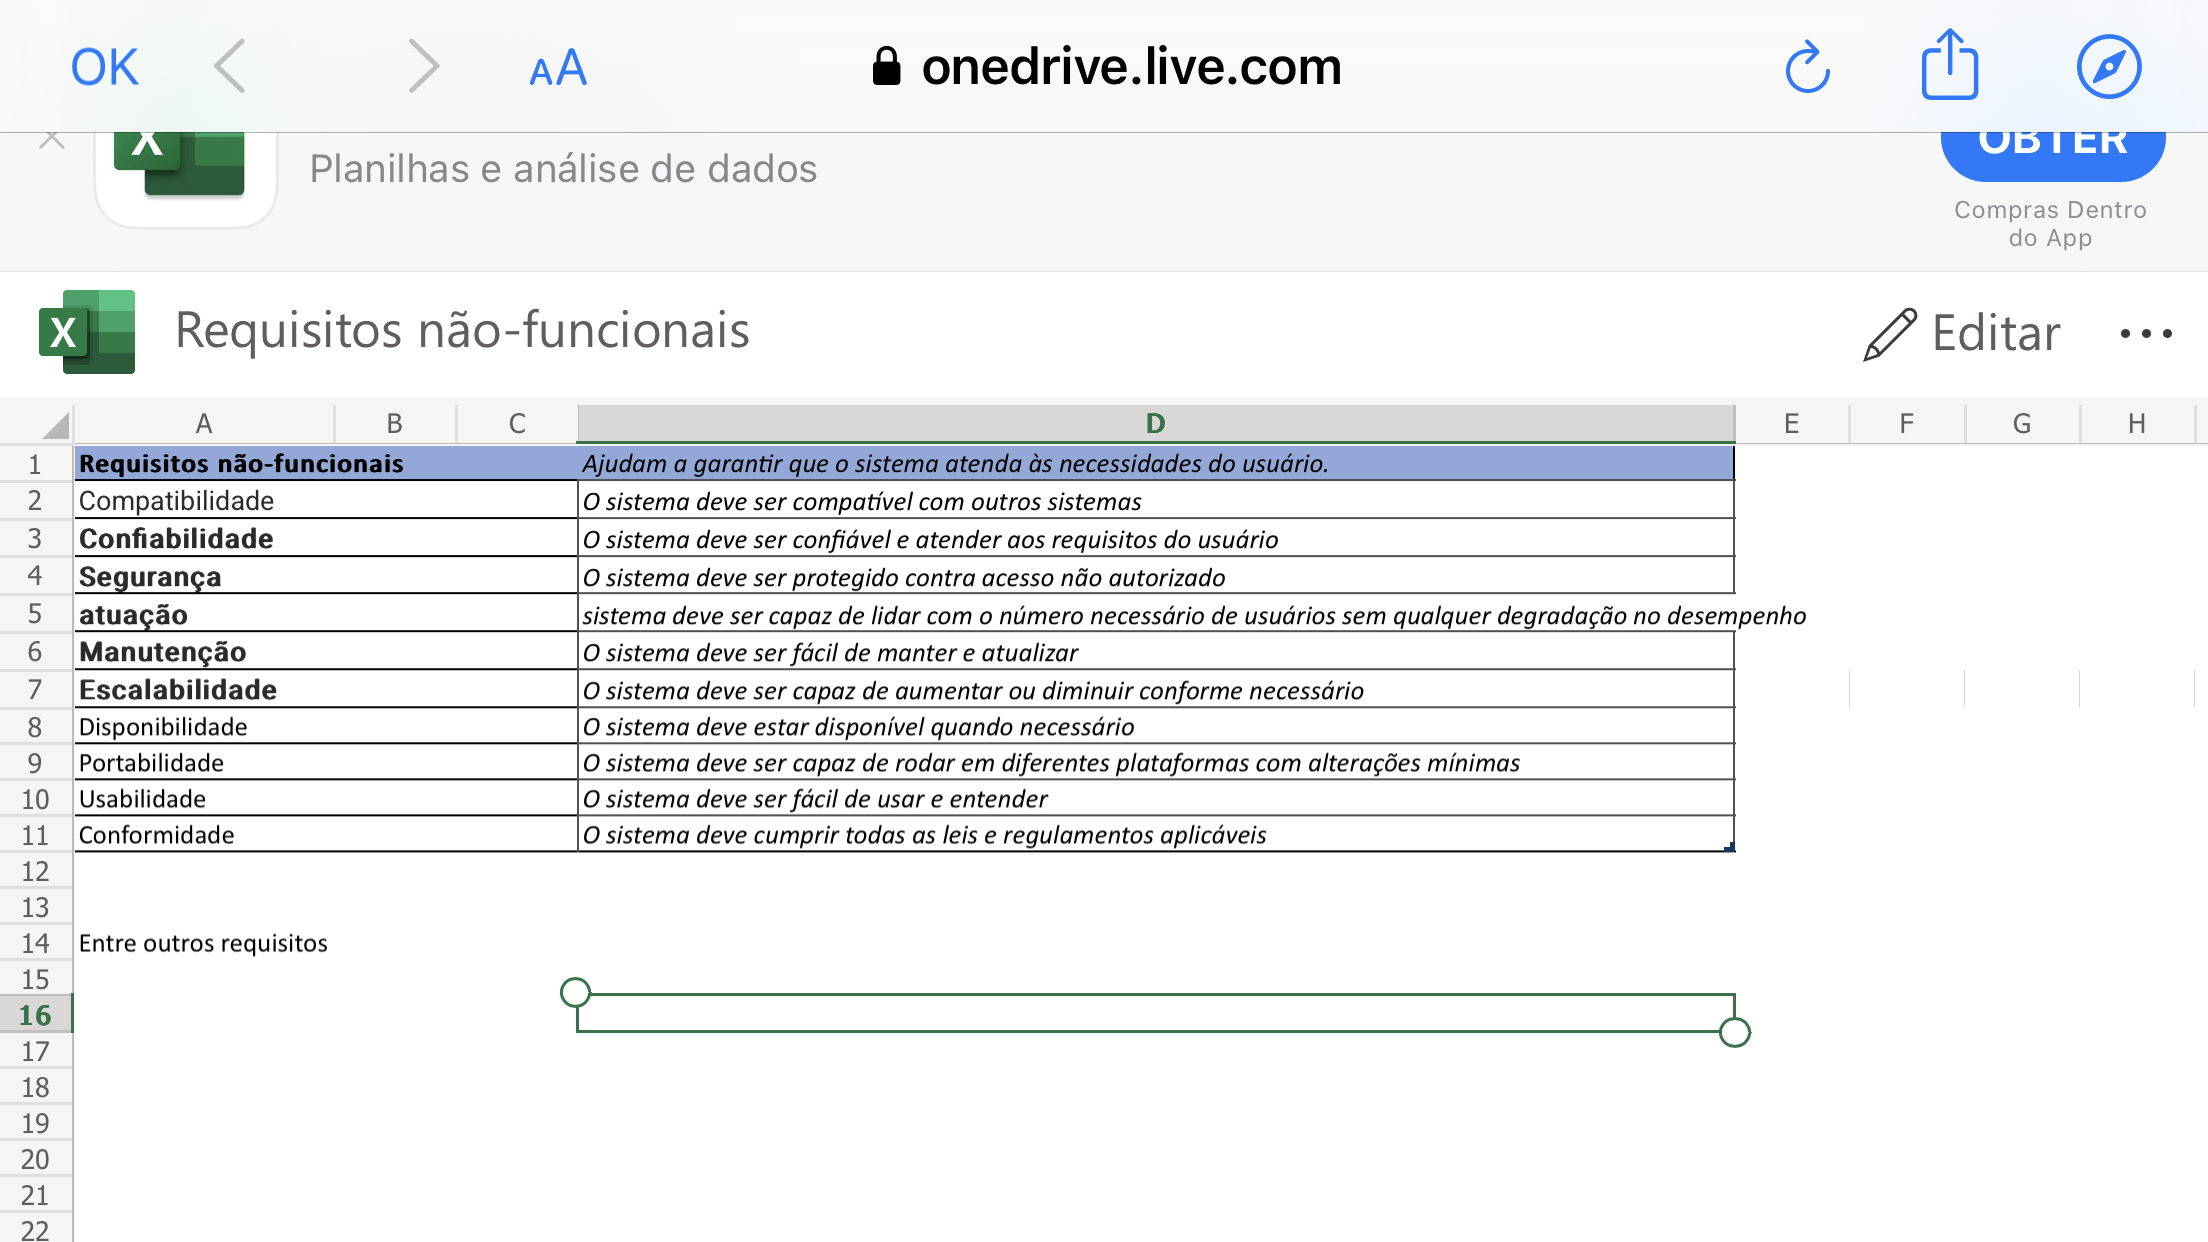 OK AA onedrive.live.com
X Planilhas e análise de dados OBTER
Compras Dentro
do App
X Requisitos não-funcionais Editar ...
A B C D E F G H
1 Requisitos não-funcionais Ajudam a garantir que o sistema atenda às necessidades do usuário.
2 Compatibilidade O sistema deve ser compatível com outros sistemas
3 Confiabilidade O sistema deve ser confiável e atender aos requisitos do usuário
4 Segurança O sistema deve ser protegido contra acesso não autorizado
5 atuação sistema deve ser capaz de lidar com o número necessário de usuários sem qualquer degradação no desempenho
6 Manutenção O sistema deve ser fácil de manter e atualizar
7 Escalabilidade O sistema deve ser capaz de aumentar ou diminuir conforme necessário
8 Disponibilidade O sistema deve estar disponível quando necessário
9 Portabilidade O sistema deve ser capaz de rodar em diferentes plataformas com alterações mínimas
10 Usabilidade O sistema deve ser fácil de usar e entender
11 Conformidade O sistema deve cumprir todas as leis e regulamentos aplicáveis
12
13
14 Entre outros requisitos
15
16
17
18
19
20
21
22